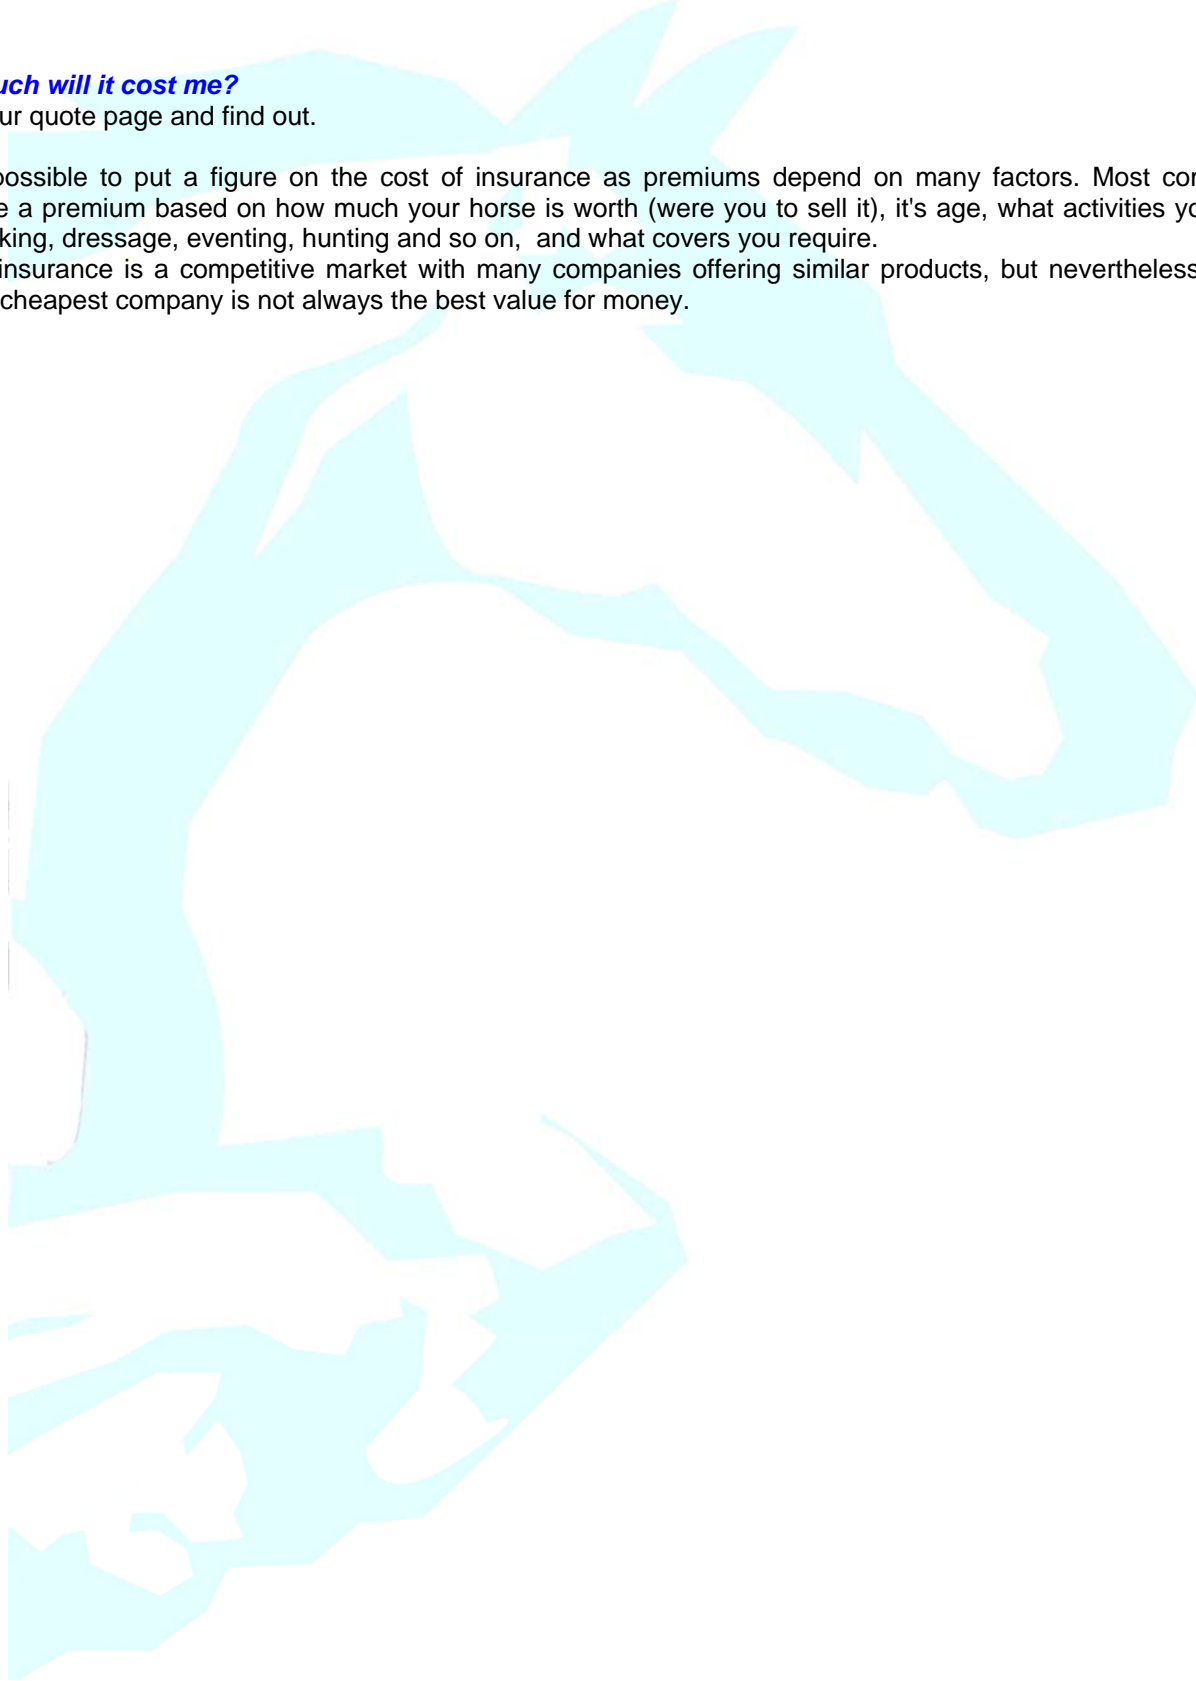 uch will it cost me?
ur quote page and find out.
possible to put a figure on the cost of insurance as premiums depend on many factors. Most cor
e a premium based on how much your horse is worth (were you to sell it), it's age, what activities yo
king, dressage, eventing, hunting and so on, and what covers you require.
insurance is a competitive market with many companies offering similar products, but nevertheless
cheapest company is not always the best value for money.